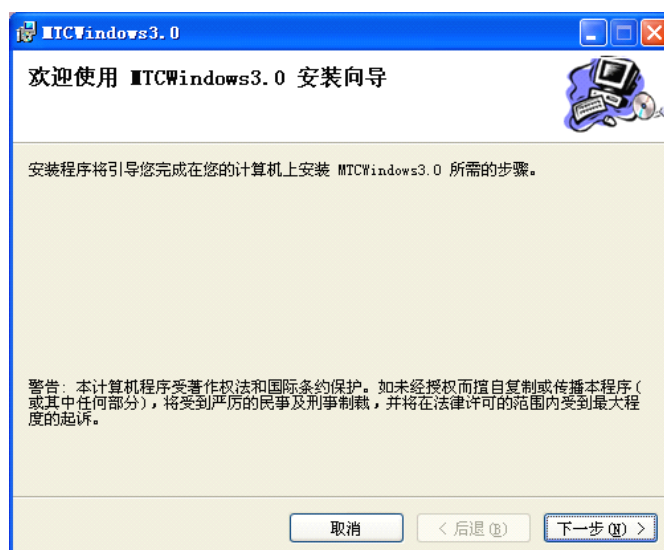 MTCWindows3.0
欢迎使用 MTCWindows3.0 安装向导
安装程序将引导您完成在您的计算机上安装 MTCWindows3.0 所需的步骤。
警告: 本计算机程序受著作权法和国际条约保护。如未经授权而擅自复制或传播本程序(
或其中任何部分),将受到严厉的民事及刑事制裁,并将在法律许可的范围内受到最大程
度的起诉。
取消
< 后退(B)
下一步(N) >